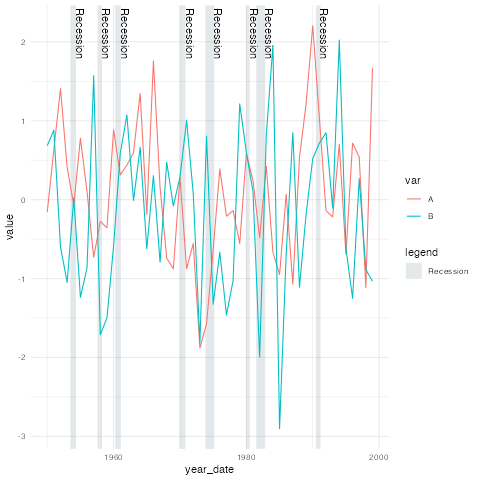 Recession
Recession
Recession
Recession
Recession
Recession
Recession
Recession
2
1
0
-1
-2
-3
value
1960
1980
2000
year_date
var
A
B
legend
Recession